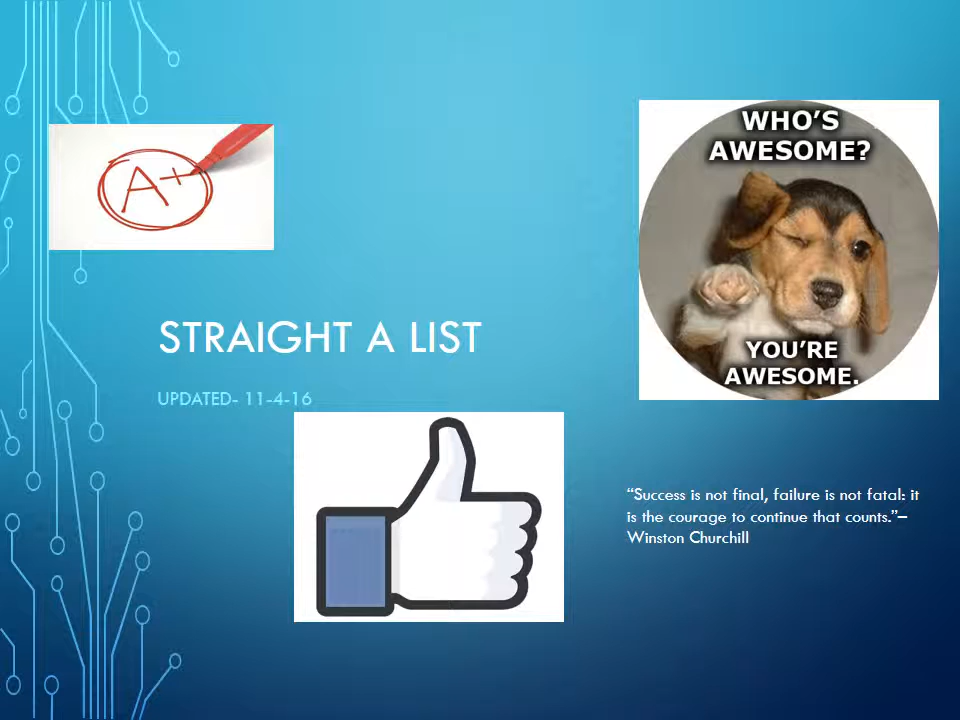 A+
WHO'S
AWESOME?
STRAIGHT A LIST
YOU'RE
AWESOME.
UPDATED- 11-4-16
“Success is not final, failure is not fatal: it
is the courage to continue that counts.”–
Winston Churchill